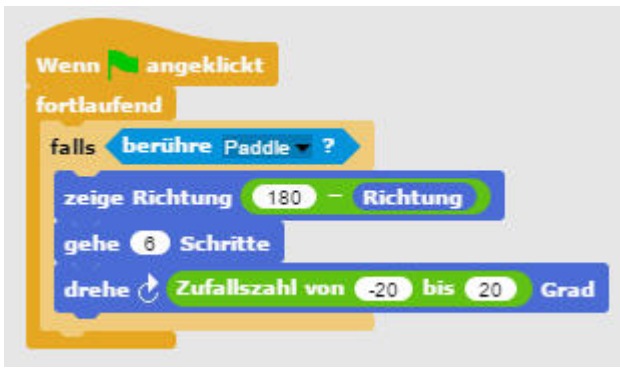 Wenn angeklickt
fortlaufend
falls berühre Paddle ?
zeige Richtung 180 - Richtung
gehe 6 Schritte
drehe Zufallszahl von -20 bis 20 Grad